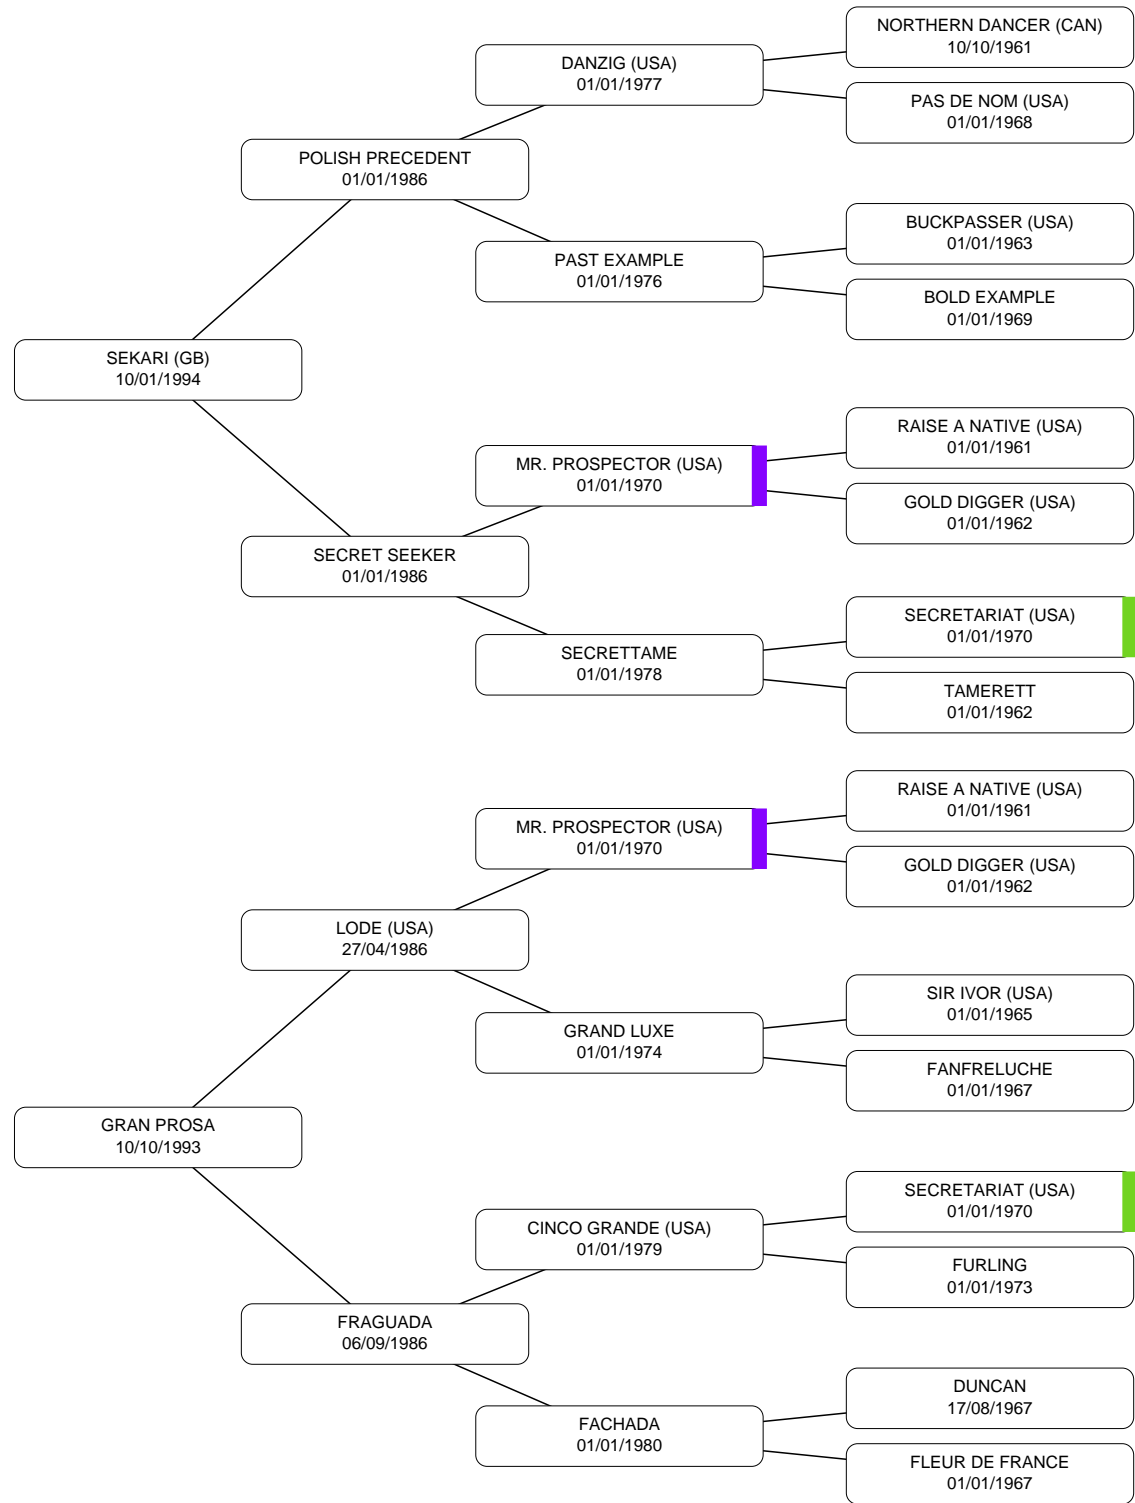 NORTHERN DANCER (CAN)
10/10/1961
DANZIG (USA)
01/01/1977
PAS DE NOM (USA)
01/01/1968
POLISH PRECEDENT
01/01/1986
BUCKPASSER (USA)
01/01/1963
PAST EXAMPLE
01/01/1976
BOLD EXAMPLE
01/01/1969
SEKARI (GB)
10/01/1994
RAISE A NATIVE (USA)
01/01/1961
MR. PROSPECTOR (USA)
01/01/1970
GOLD DIGGER (USA)
01/01/1962
SECRET SEEKER
01/01/1986
SECRETARIAT (USA)
01/01/1970
SECRETTAME
01/01/1978
TAMERETT
01/01/1962
RAISE A NATIVE (USA)
01/01/1961
MR. PROSPECTOR (USA)
01/01/1970
GOLD DIGGER (USA)
01/01/1962
LODE (USA)
27/04/1986
SIR IVOR (USA)
01/01/1965
GRAND LUXE
01/01/1974
FANFRELUCHE
01/01/1967
GRAN PROSA
10/10/1993
SECRETARIAT (USA)
01/01/1970
CINCO GRANDE (USA)
01/01/1979
FURLING
01/01/1973
FRAGUADA
06/09/1986
DUNCAN
17/08/1967
FACHADA
01/01/1980
FLEUR DE FRANCE
01/01/1967